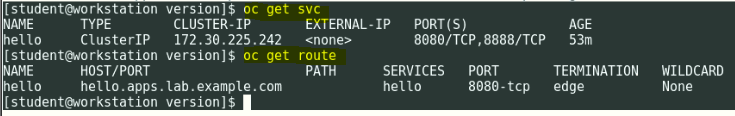 [student@workstation version]$ oc get svc
NAME TYPE CLUSTER-IP EXTERNAL-IP PORT(S) AGE
hello ClusterIP 172.30.225.242 <none> 8080/TCP,8888/TCP 53m
[student@workstation version]$ oc get route
NAME HOST/PORT PATH SERVICES PORT TERMINATION WILDCARD
hello hello.apps.lab.example.com hello 8080-tcp edge None
[student@workstation version]$